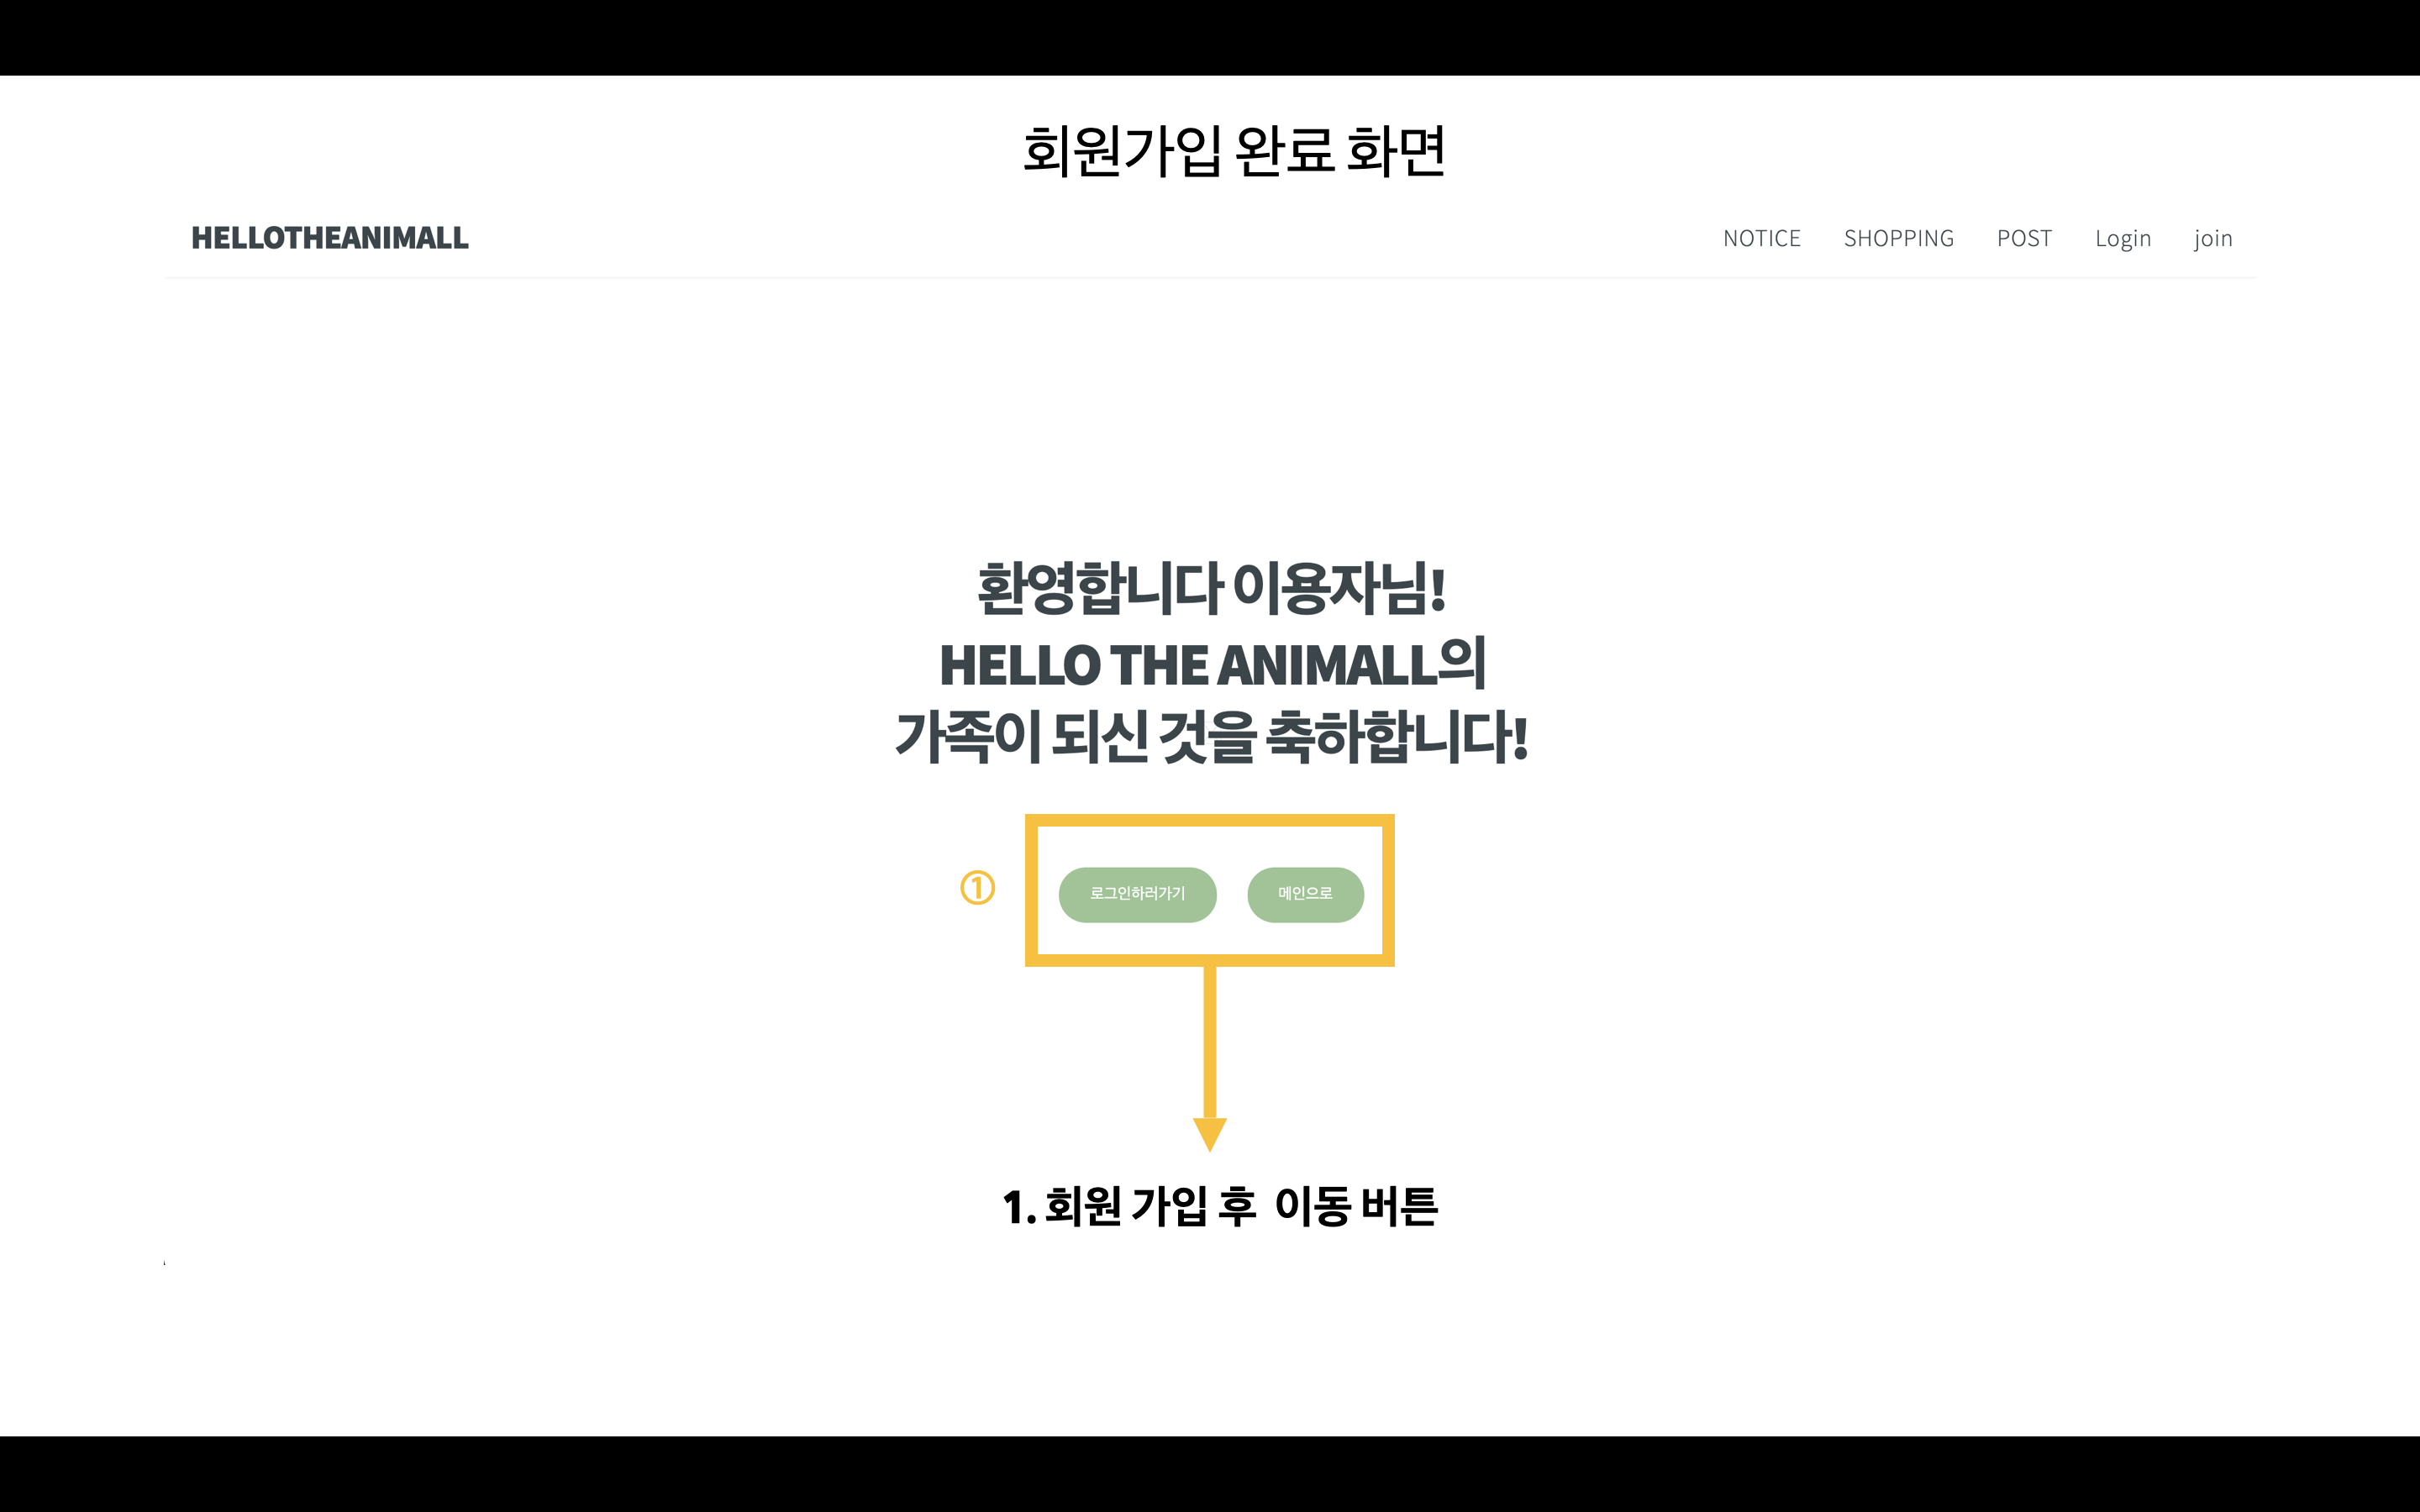 회원가입 완료 화면
HELLOTHEANIMALL NOTICE SHOPPING POST Login join
환영합니다 이용자님!
HELLO THE ANIMALL의
가족이 되신 것을 축하합니다!
① 로그인하러가기 메인으로
1. 회원 가입 후 이동 버튼